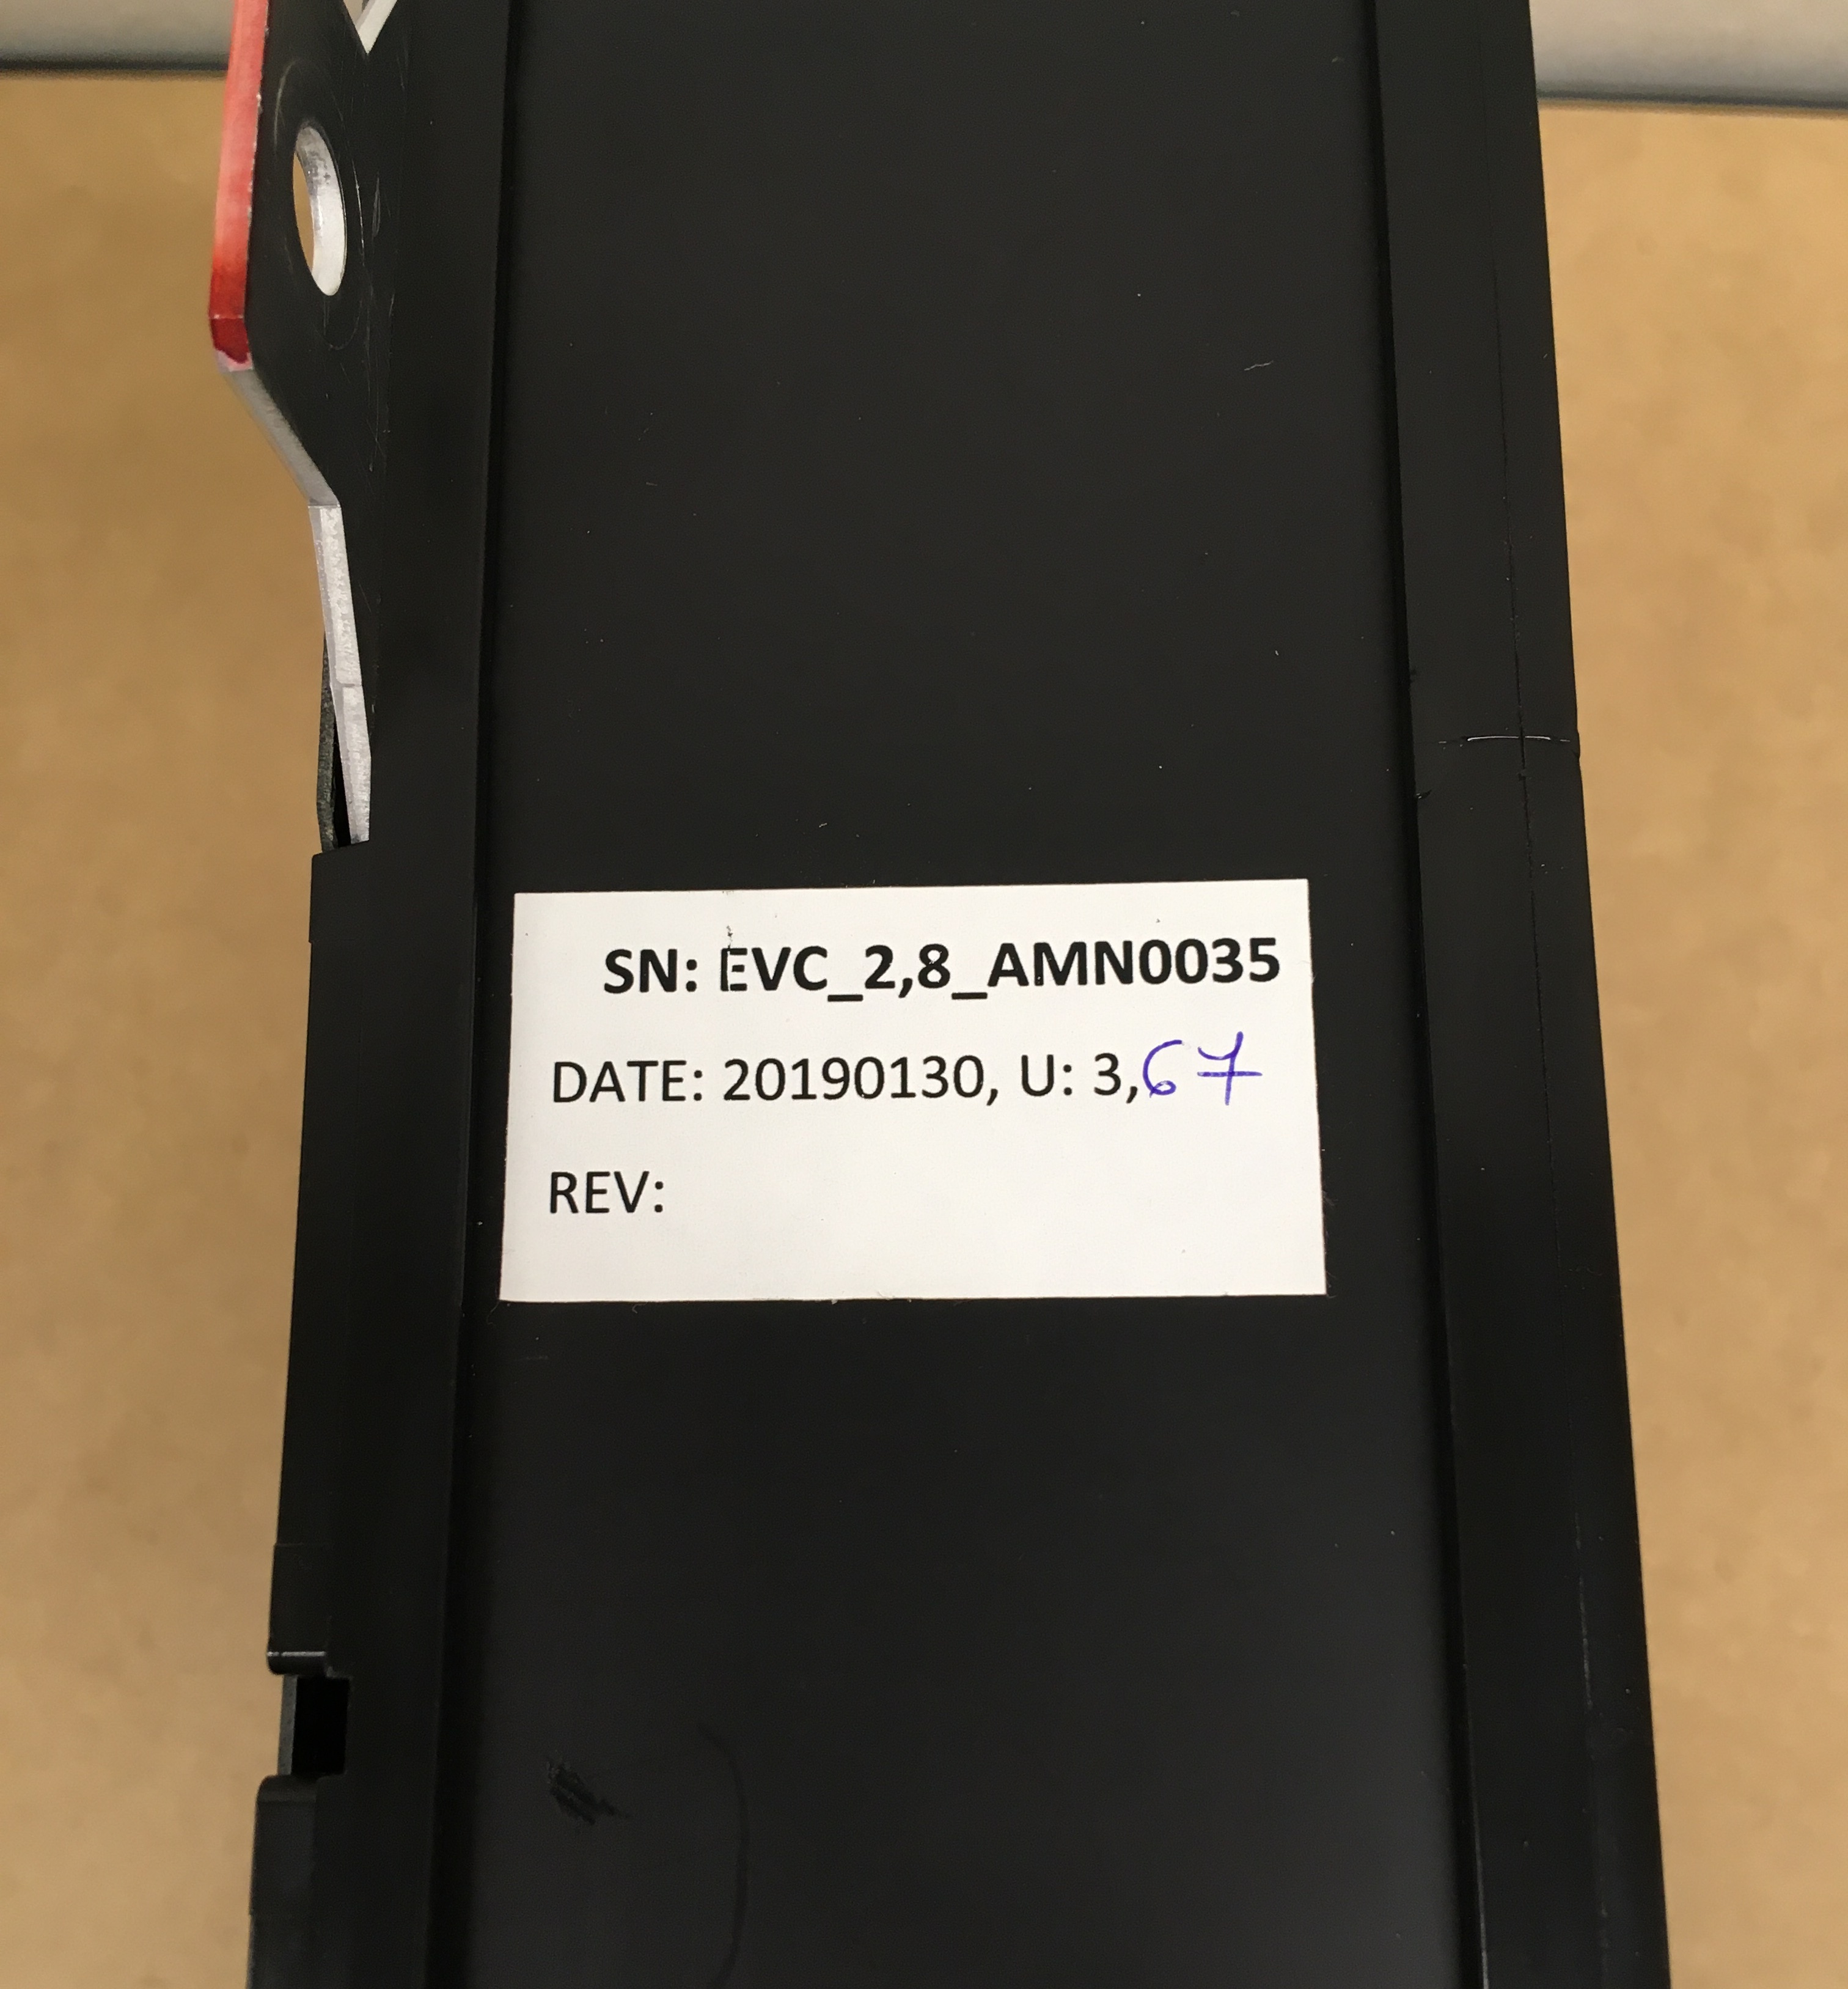 SN: EVC_2,8_AMN0035
DATE: 20190130, U: 3,67
REV: